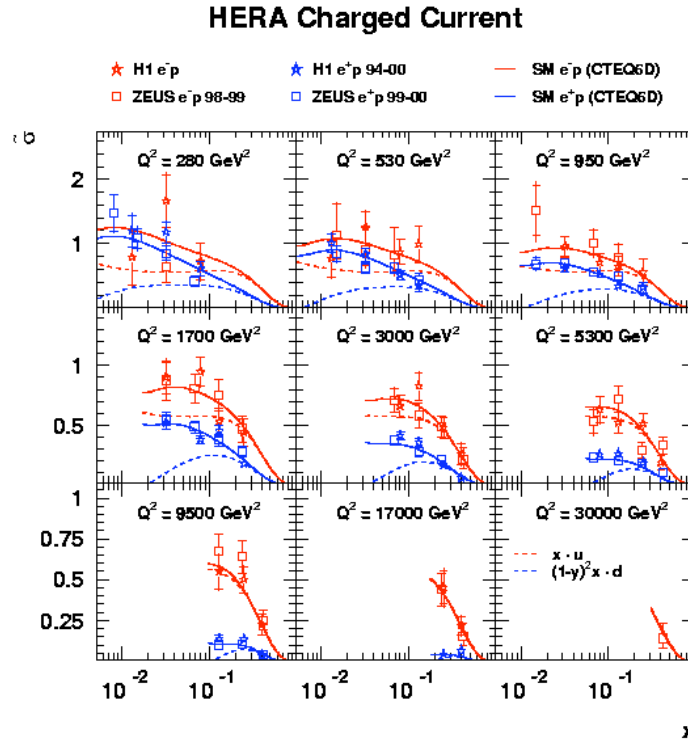 HERA Charged Current
H1 e⁻p
H1 e⁺p 94-00
SM e⁻p (CTEQ6D)
ZEUS e⁻p 98-99
ZEUS e⁺p 99-00
SM e⁺p (CTEQ6D)
σ̃
Q² = 280 GeV²
Q² = 530 GeV²
Q² = 950 GeV²
2
1
Q² = 1700 GeV²
Q² = 3000 GeV²
Q² = 5300 GeV²
1
0.5
1
Q² = 9500 GeV²
Q² = 17000 GeV²
Q² = 30000 GeV²
0.75
x · u
(1-y)²x · d
0.5
0.25
10⁻² 10⁻¹ 10⁻² 10⁻¹ 10⁻² 10⁻¹